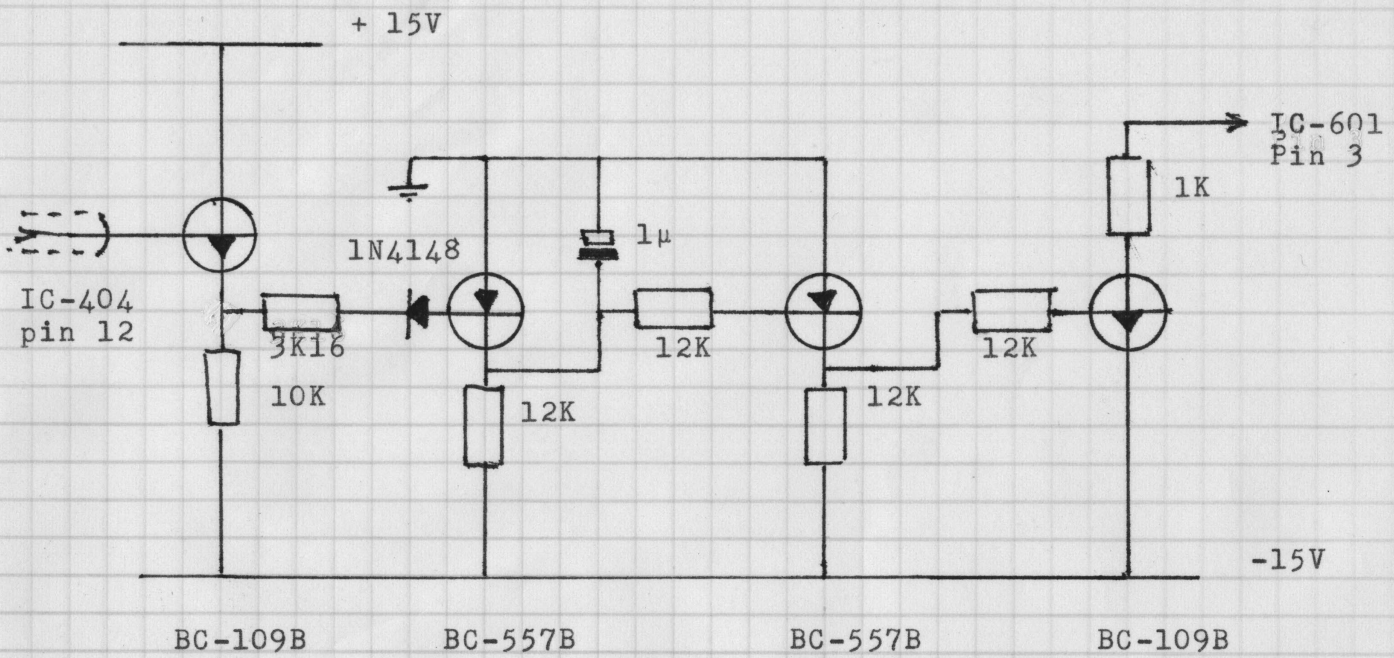 + 15V
IC-601
Pin 3
1K
1N4148
1µ
IC-404
pin 12
3K16
12K
12K
10K
12K
12K
-15V
BC-109B
BC-557B
BC-557B
BC-109B